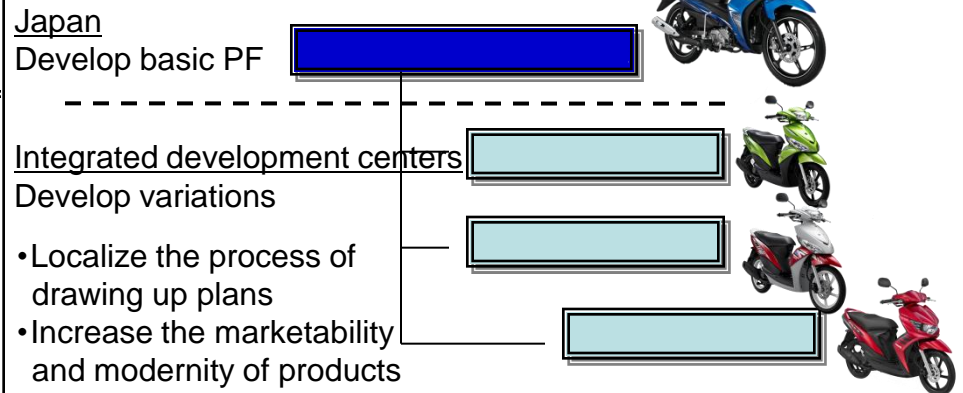 Japan
Develop basic PF
Integrated development centers
Develop variations
•Localize the process of
drawing up plans
•Increase the marketability
and modernity of products